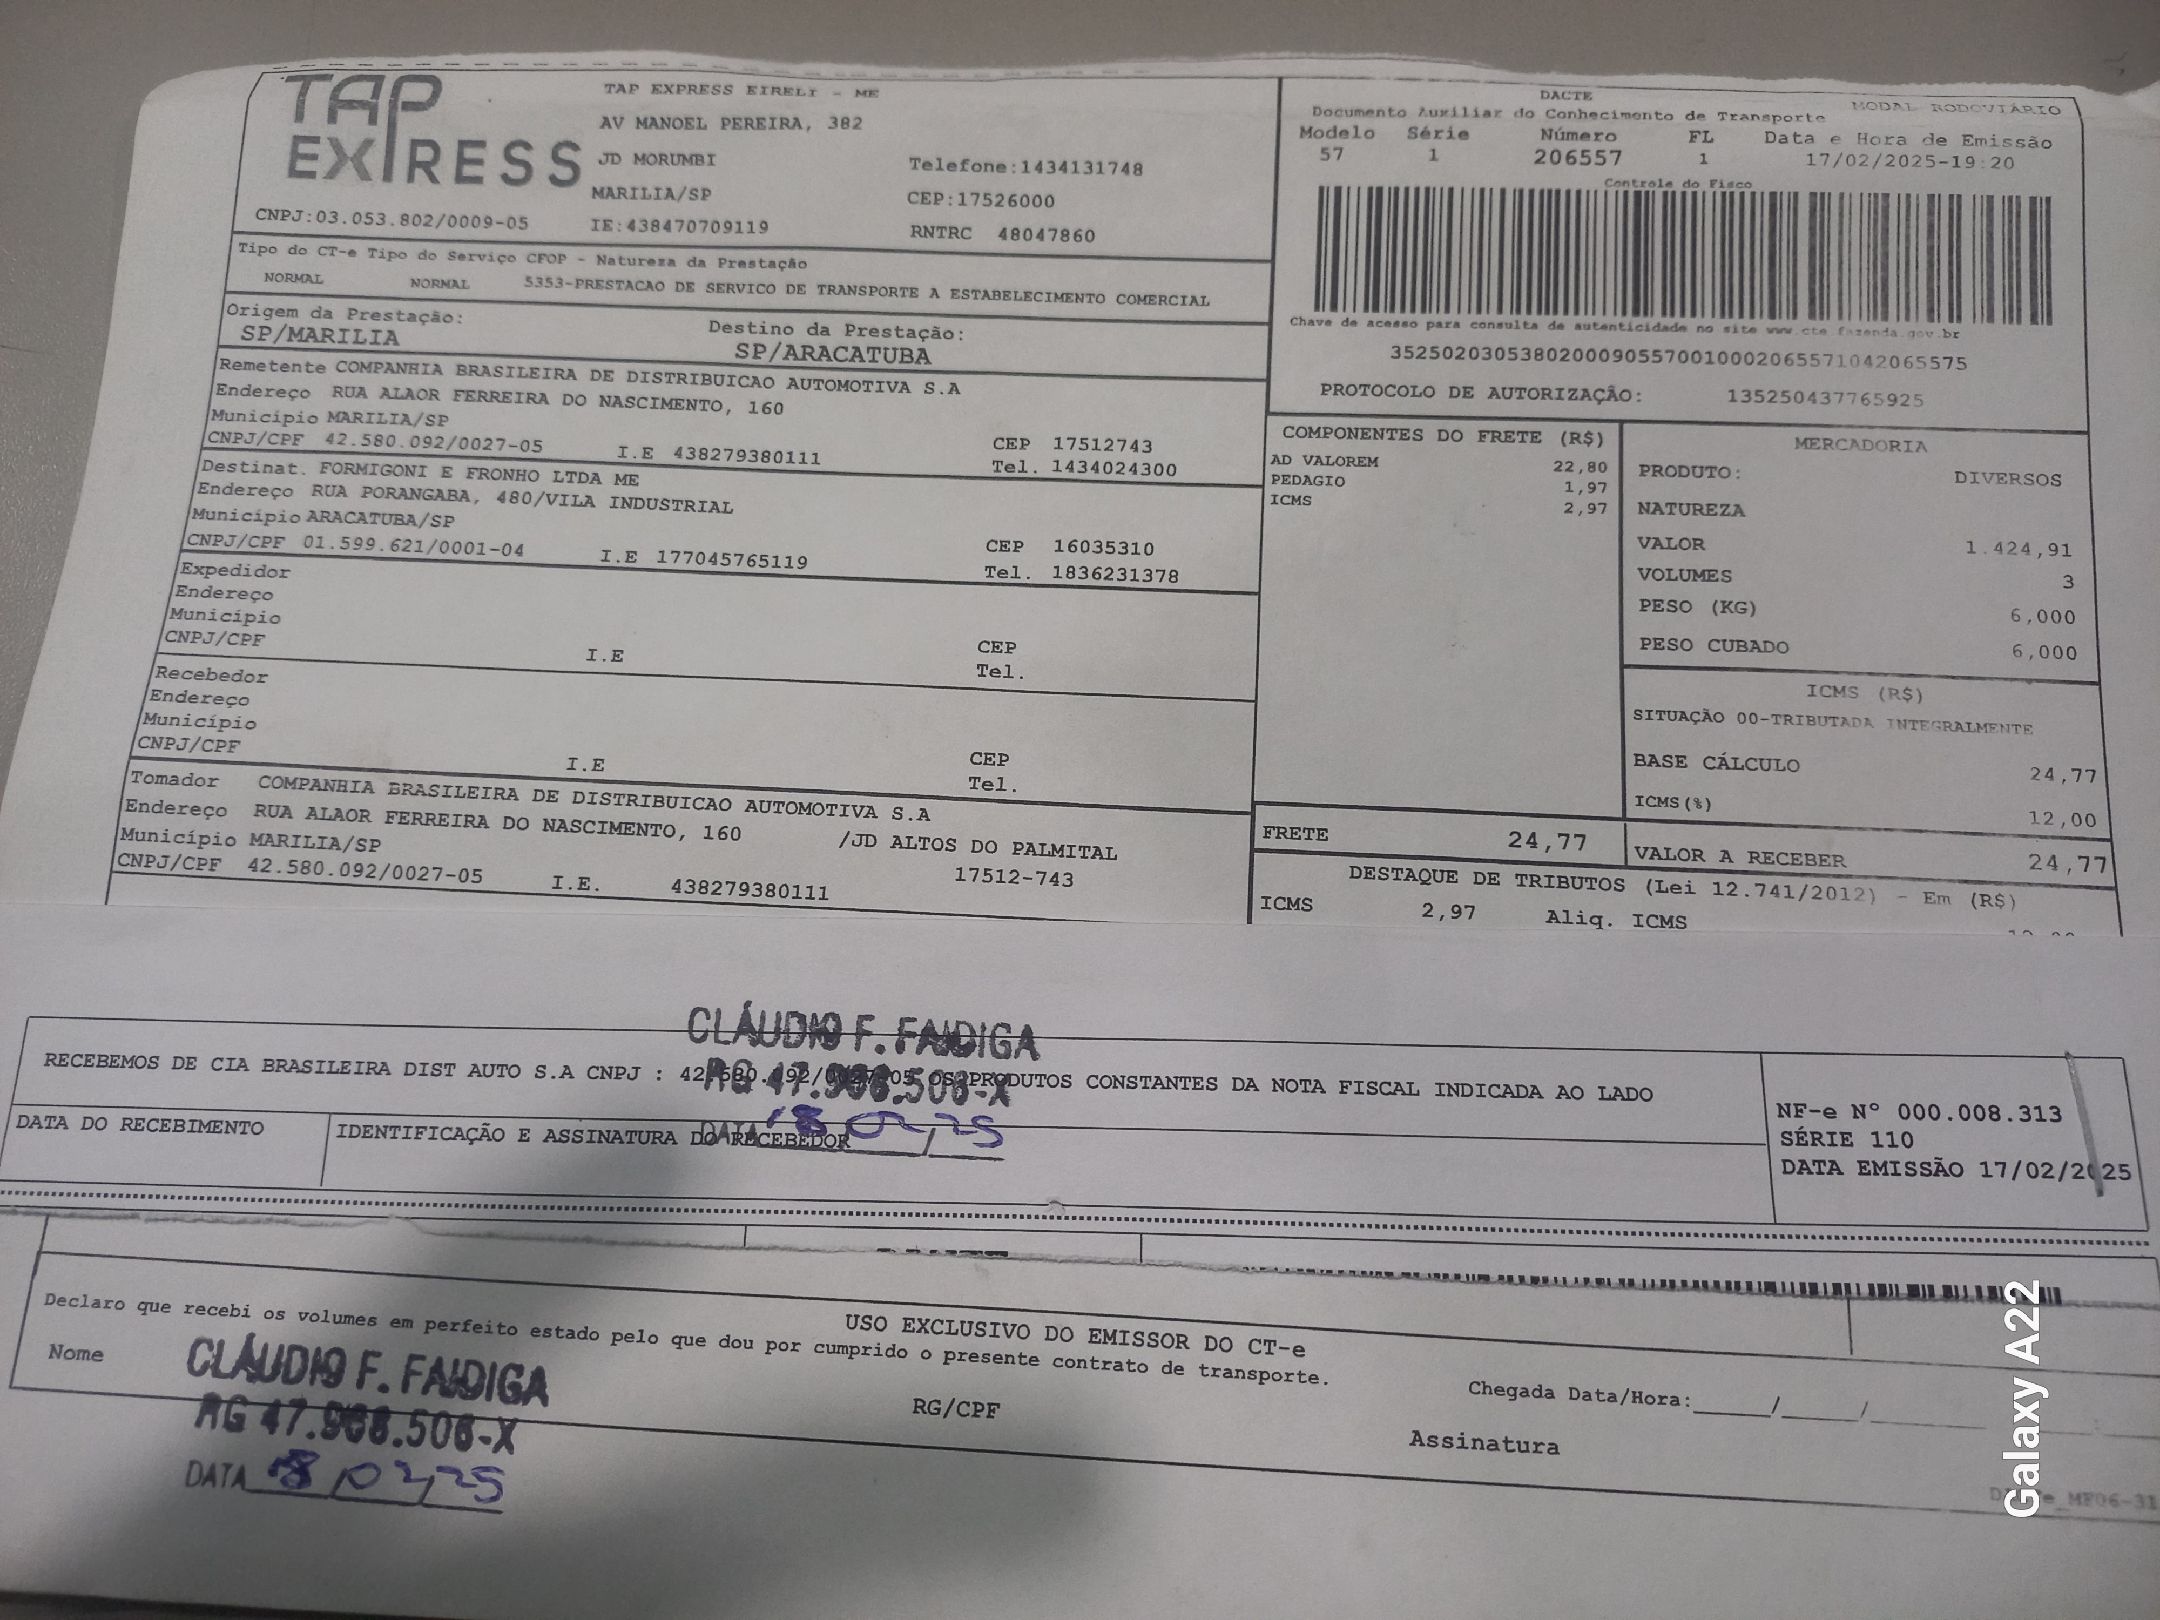 TAP EXPRESS
TAP EXPRESS EIRELI - ME
AV MANOEL PEREIRA, 382
JD MORUMBI Telefone:1434131748
MARILIA/SP CEP:17526000
CNPJ:03.053.802/0009-05 IE:438470709119 RNTRC 48047860
DACTE MODAL RODOVIÁRIO
Documento Auxiliar do Conhecimento de Transporte
Modelo Série Número FL Data e Hora de Emissão
57 1 206557 1 17/02/2025-19:20
Controle do Fisco
Chave de acesso para consulta de autenticidade no site www.cte.fazenda.gov.br
35250203053802000905570010002065571042065575
PROTOCOLO DE AUTORIZAÇÃO: 135250437765925
Tipo do CT-e Tipo do Serviço CFOP - Natureza da Prestação
NORMAL NORMAL 5353-PRESTACAO DE SERVICO DE TRANSPORTE A ESTABELECIMENTO COMERCIAL
Origem da Prestação: Destino da Prestação:
SP/MARILIA SP/ARACATUBA
Remetente COMPANHIA BRASILEIRA DE DISTRIBUICAO AUTOMOTIVA S.A
Endereço RUA ALAOR FERREIRA DO NASCIMENTO, 160
Município MARILIA/SP CEP 17512743
CNPJ/CPF 42.580.092/0027-05 I.E 438279380111 Tel. 1434024300
Destinat. FORMIGONI E FRONHO LTDA ME
Endereço RUA PORANGABA, 480/VILA INDUSTRIAL
Município ARACATUBA/SP CEP 16035310
CNPJ/CPF 01.599.621/0001-04 I.E 177045765119 Tel. 1836231378
Expedidor
Endereço
Município CEP
CNPJ/CPF I.E Tel.
Recebedor
Endereço
Município CEP
CNPJ/CPF I.E Tel.
Tomador COMPANHIA BRASILEIRA DE DISTRIBUICAO AUTOMOTIVA S.A
Endereço RUA ALAOR FERREIRA DO NASCIMENTO, 160 /JD ALTOS DO PALMITAL
Município MARILIA/SP 17512-743
CNPJ/CPF 42.580.092/0027-05 I.E. 438279380111
COMPONENTES DO FRETE (R$)
AD VALOREM 22,80
PEDAGIO 1,97
ICMS 2,97
MERCADORIA
PRODUTO: DIVERSOS
NATUREZA
VALOR 1.424,91
VOLUMES 3
PESO (KG) 6,000
PESO CUBADO 6,000
ICMS (R$)
SITUAÇÃO 00-TRIBUTADA INTEGRALMENTE
BASE CÁLCULO 24,77
ICMS(%) 12,00
FRETE 24,77 VALOR A RECEBER 24,77
DESTAQUE DE TRIBUTOS (Lei 12.741/2012) - Em (R$)
ICMS 2,97 Aliq. ICMS
CLÁUDIO F. FAIDIGA
RECEBEMOS DE CIA BRASILEIRA DIST AUTO S.A CNPJ : 42.580.092/0027-05 OS PRODUTOS CONSTANTES DA NOTA FISCAL INDICADA AO LADO
DATA 18/02/25
DATA DO RECEBIMENTO IDENTIFICAÇÃO E ASSINATURA DO RECEBEDOR
NF-e Nº 000.008.313
SÉRIE 110
DATA EMISSÃO 17/02/2025
USO EXCLUSIVO DO EMISSOR DO CT-e
Declaro que recebi os volumes em perfeito estado pelo que dou por cumprido o presente contrato de transporte.
Nome RG/CPF Assinatura Chegada Data/Hora:_____/_____/
CLÁUDIO F. FAIDIGA
DATA 18/02/25
Galaxy A22